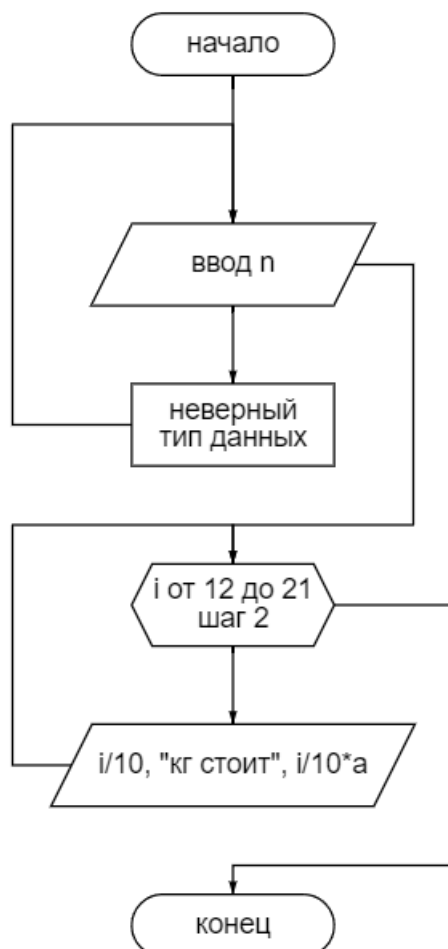 начало
ввод n
неверный
тип данных
i от 12 до 21
шаг 2
i/10, "кг стоит", i/10*a
конец